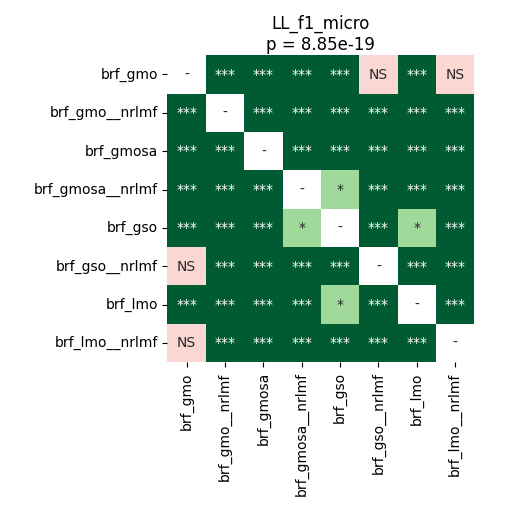 LL_f1_micro
p = 8.85e-19
brf_gmo - *** *** *** *** NS *** NS
brf_gmo__nrlmf *** - *** *** *** *** *** ***
brf_gmosa *** *** - *** *** *** *** ***
brf_gmosa__nrlmf *** *** *** - * *** *** ***
brf_gso *** *** *** * - *** * ***
brf_gso__nrlmf NS *** *** *** *** - *** ***
brf_lmo *** *** *** *** * *** - ***
brf_lmo__nrlmf NS *** *** *** *** *** *** -
brf_gmo
brf_gmo__nrlmf
brf_gmosa
brf_gmosa__nrlmf
brf_gso
brf_gso__nrlmf
brf_lmo
brf_lmo__nrlmf